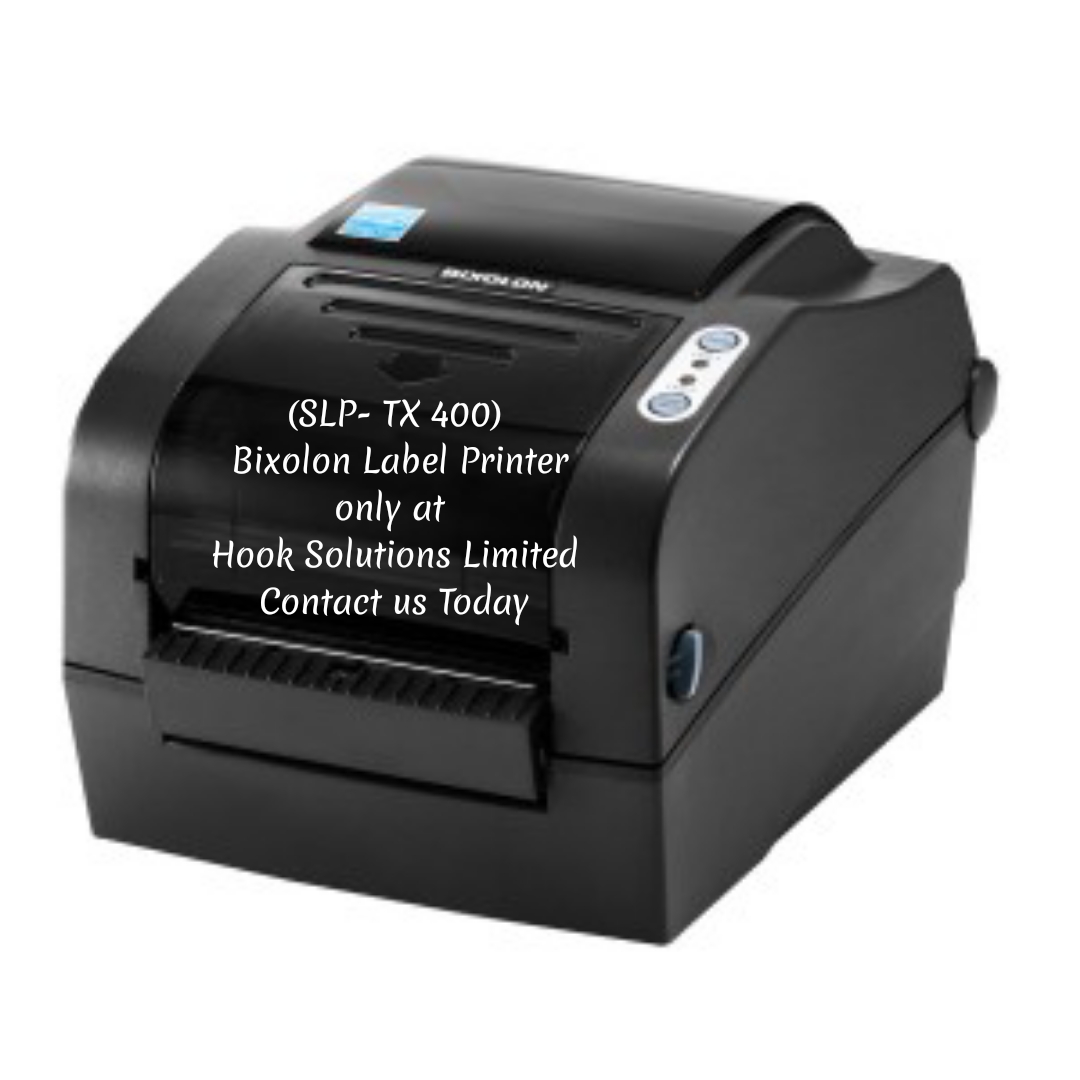 BIXOLON
(SLP- TX 400)
Bixolon Label Printer
only at
Hook Solutions Limited
Contact us Today